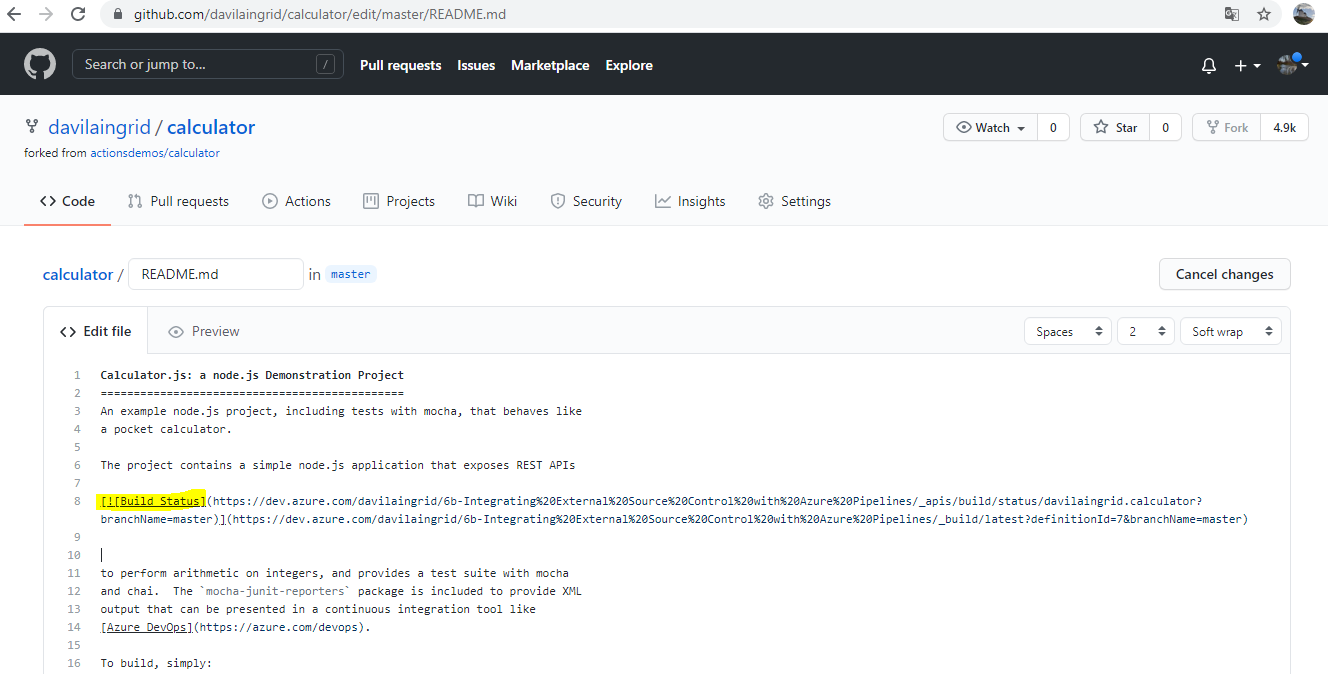 github.com/davilaingrid/calculator/edit/master/README.md
Search or jump to...
/
Pull requests
Issues
Marketplace
Explore
davilaingrid / calculator
forked from actionsdemos/calculator
Watch
0
Star
0
Fork
4.9k
Code
Pull requests
Actions
Projects
Wiki
Security
Insights
Settings
calculator / README.md in master
Cancel changes
Edit file
Preview
Spaces
2
Soft wrap
1 Calculator.js: a node.js Demonstration Project
2 ==============================================
3 An example node.js project, including tests with mocha, that behaves like
4 a pocket calculator.
5
6 The project contains a simple node.js application that exposes REST APIs
7
8 [![Build Status](https://dev.azure.com/davilaingrid/6b-Integrating%20External%20Source%20Control%20with%20Azure%20Pipelines/_apis/build/status/davilaingrid.calculator?
branchName=master)](https://dev.azure.com/davilaingrid/6b-Integrating%20External%20Source%20Control%20with%20Azure%20Pipelines/_build/latest?definitionId=7&branchName=master)
9
10
11 to perform arithmetic on integers, and provides a test suite with mocha
12 and chai.  The `mocha-junit-reporters` package is included to provide XML
13 output that can be presented in a continuous integration tool like
14 [Azure DevOps](https://azure.com/devops).
15
16 To build, simply: